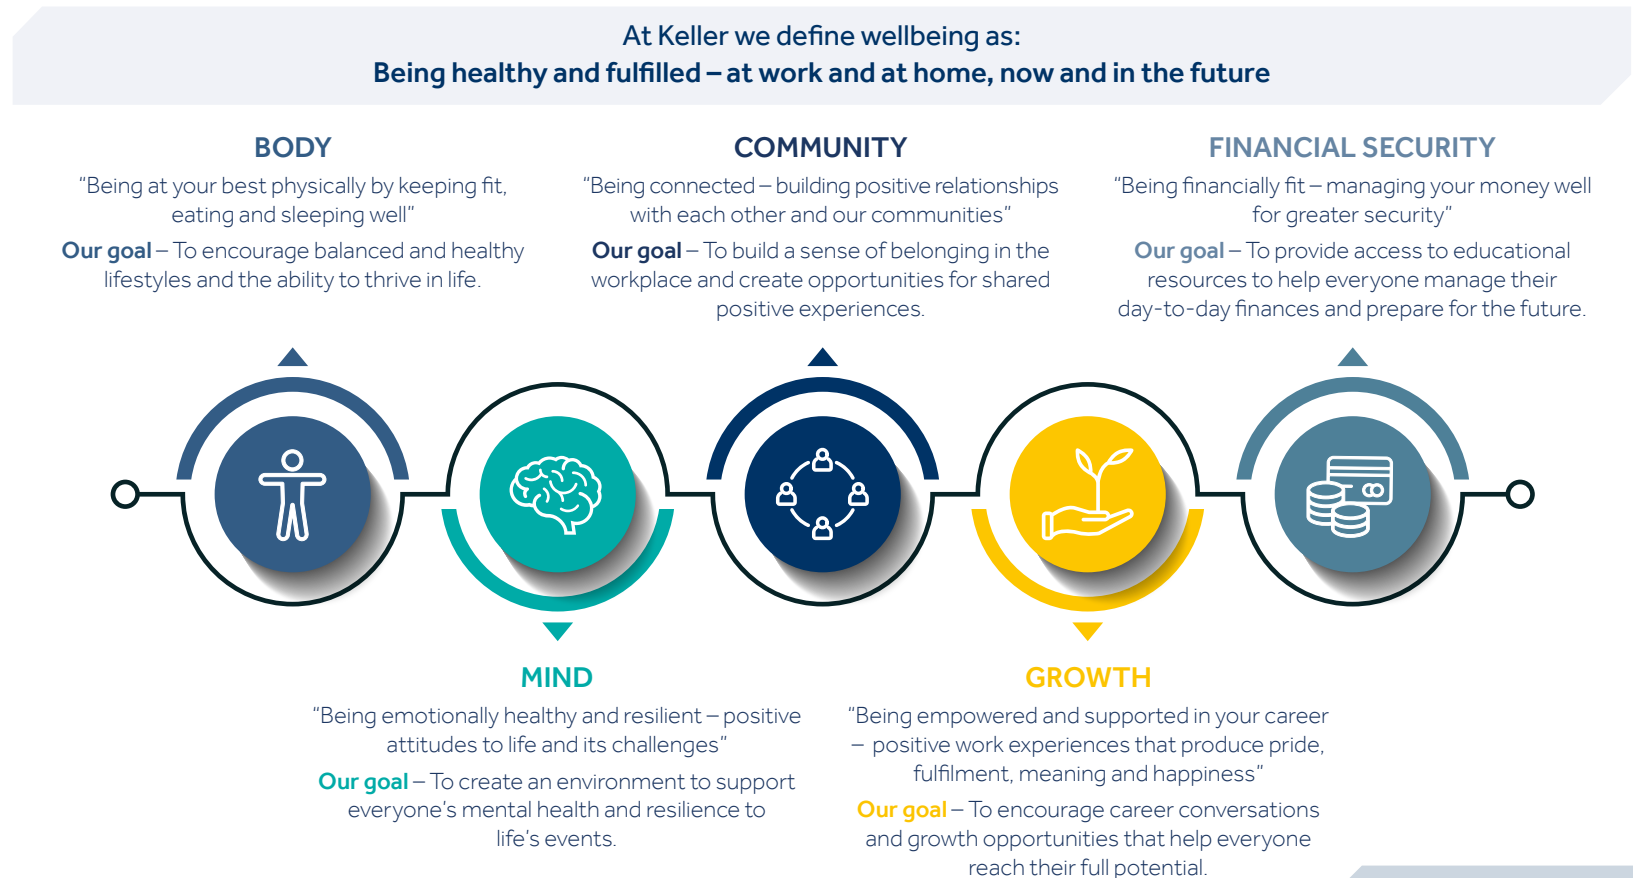 At Keller we define wellbeing as:
Being healthy and fulfilled – at work and at home, now and in the future
BODY
“Being at your best physically by keeping fit,
eating and sleeping well”
Our goal – To encourage balanced and healthy
lifestyles and the ability to thrive in life.
COMMUNITY
“Being connected – building positive relationships
with each other and our communities”
Our goal – To build a sense of belonging in the
workplace and create opportunities for shared
positive experiences.
FINANCIAL SECURITY
“Being financially fit – managing your money well
for greater security”
Our goal – To provide access to educational
resources to help everyone manage their
day-to-day finances and prepare for the future.
MIND
“Being emotionally healthy and resilient – positive
attitudes to life and its challenges”
Our goal – To create an environment to support
everyone’s mental health and resilience to
life’s events.
GROWTH
“Being empowered and supported in your career
– positive work experiences that produce pride,
fulfilment, meaning and happiness”
Our goal – To encourage career conversations
and growth opportunities that help everyone
reach their full potential.